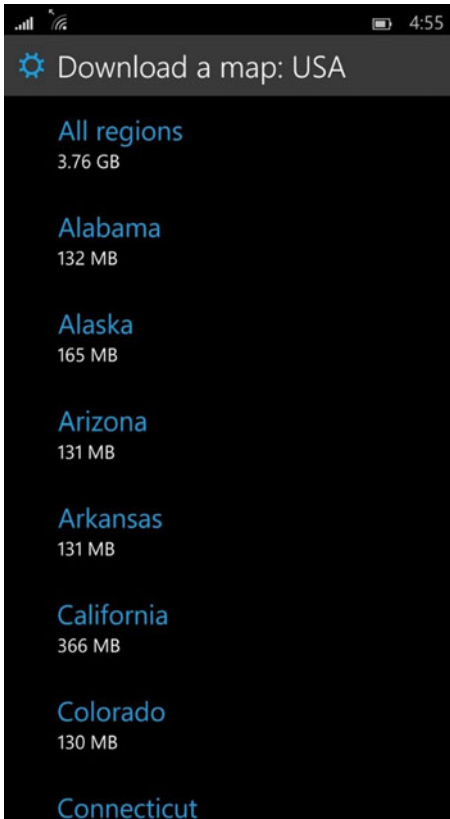 4:55
Download a map: USA
All regions
3.76 GB
Alabama
132 MB
Alaska
165 MB
Arizona
131 MB
Arkansas
131 MB
California
366 MB
Colorado
130 MB
Connecticut